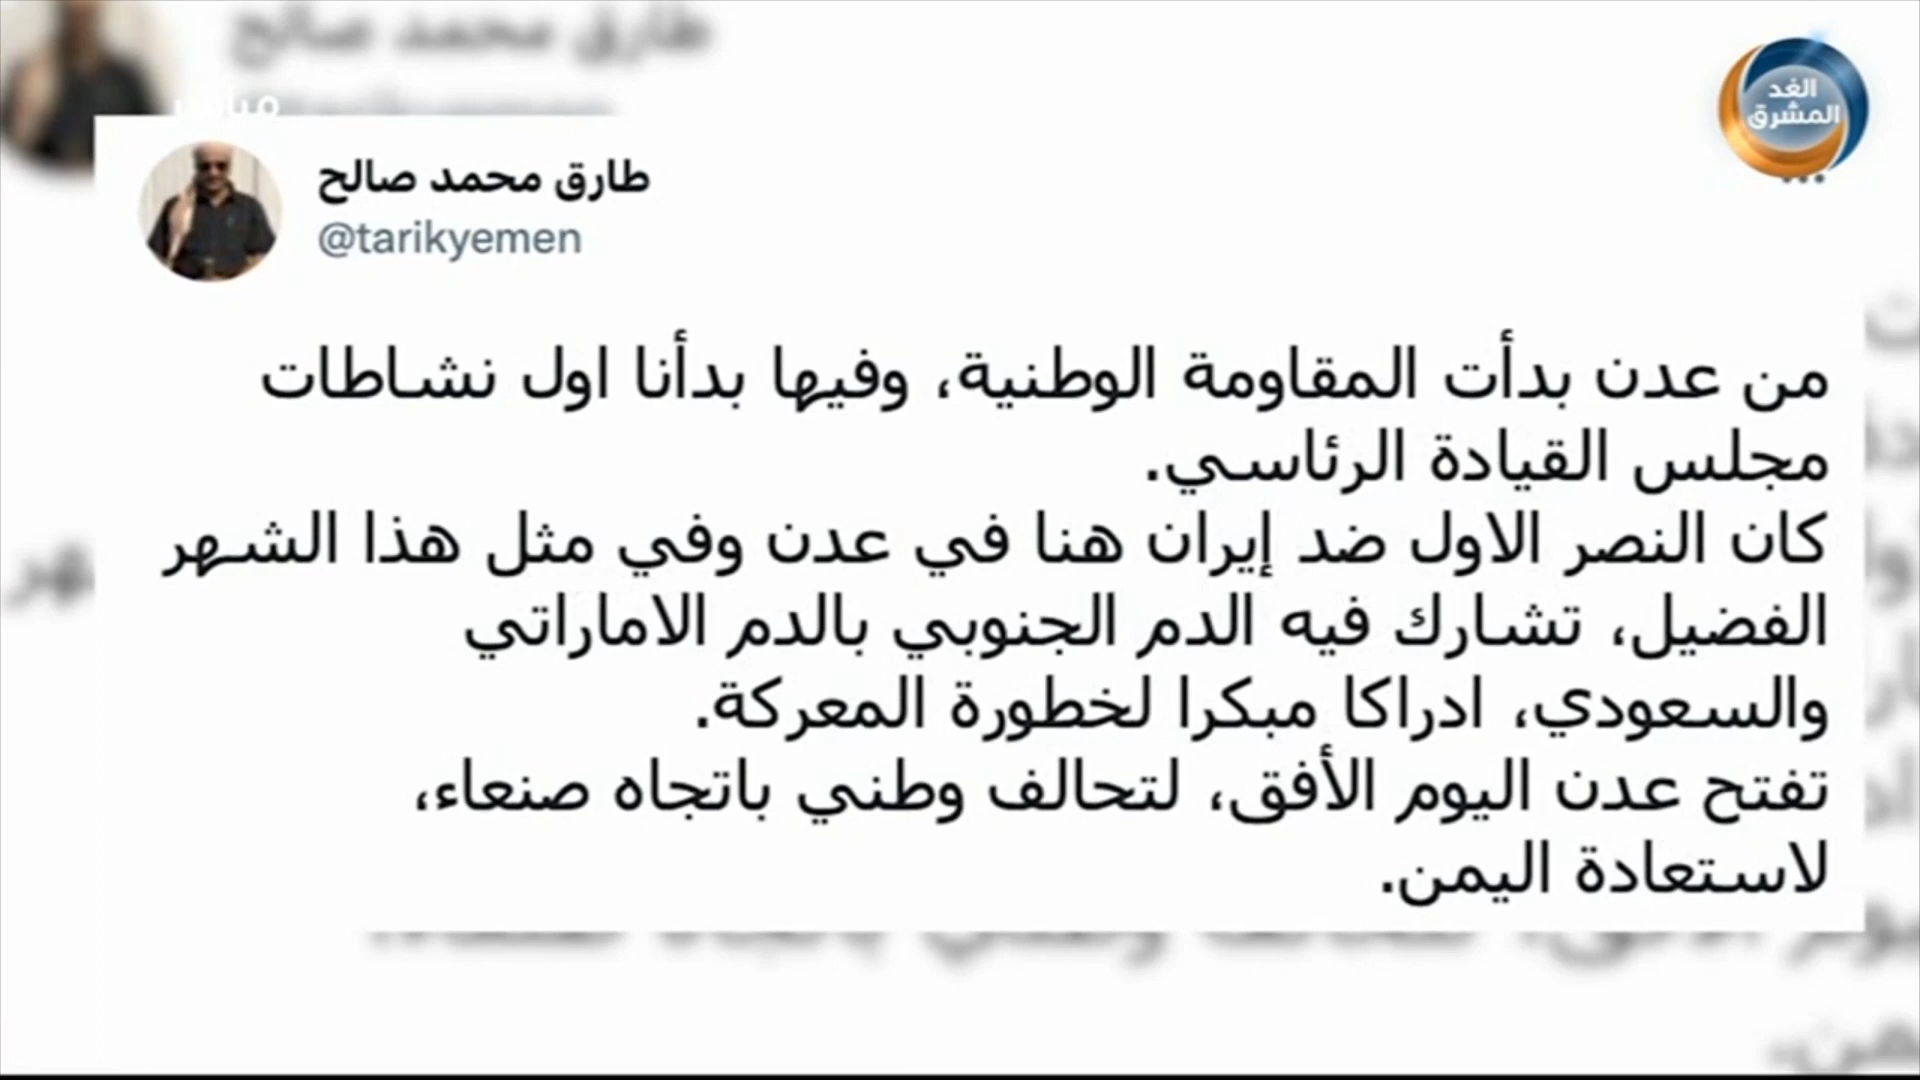 مباشر
الغد
المشرق
طارق محمد صالح
@tarikyemen
من عدن بدأت المقاومة الوطنية، وفيها بدأنا اول نشاطات
مجلس القيادة الرئاسي.
كان النصر الاول ضد إيران هنا في عدن وفي مثل هذا الشهر
الفضيل، تشارك فيه الدم الجنوبي بالدم الاماراتي
والسعودي، ادراكا مبكرا لخطورة المعركة.
تفتح عدن اليوم الأفق، لتحالف وطني باتجاه صنعاء،
لاستعادة اليمن.